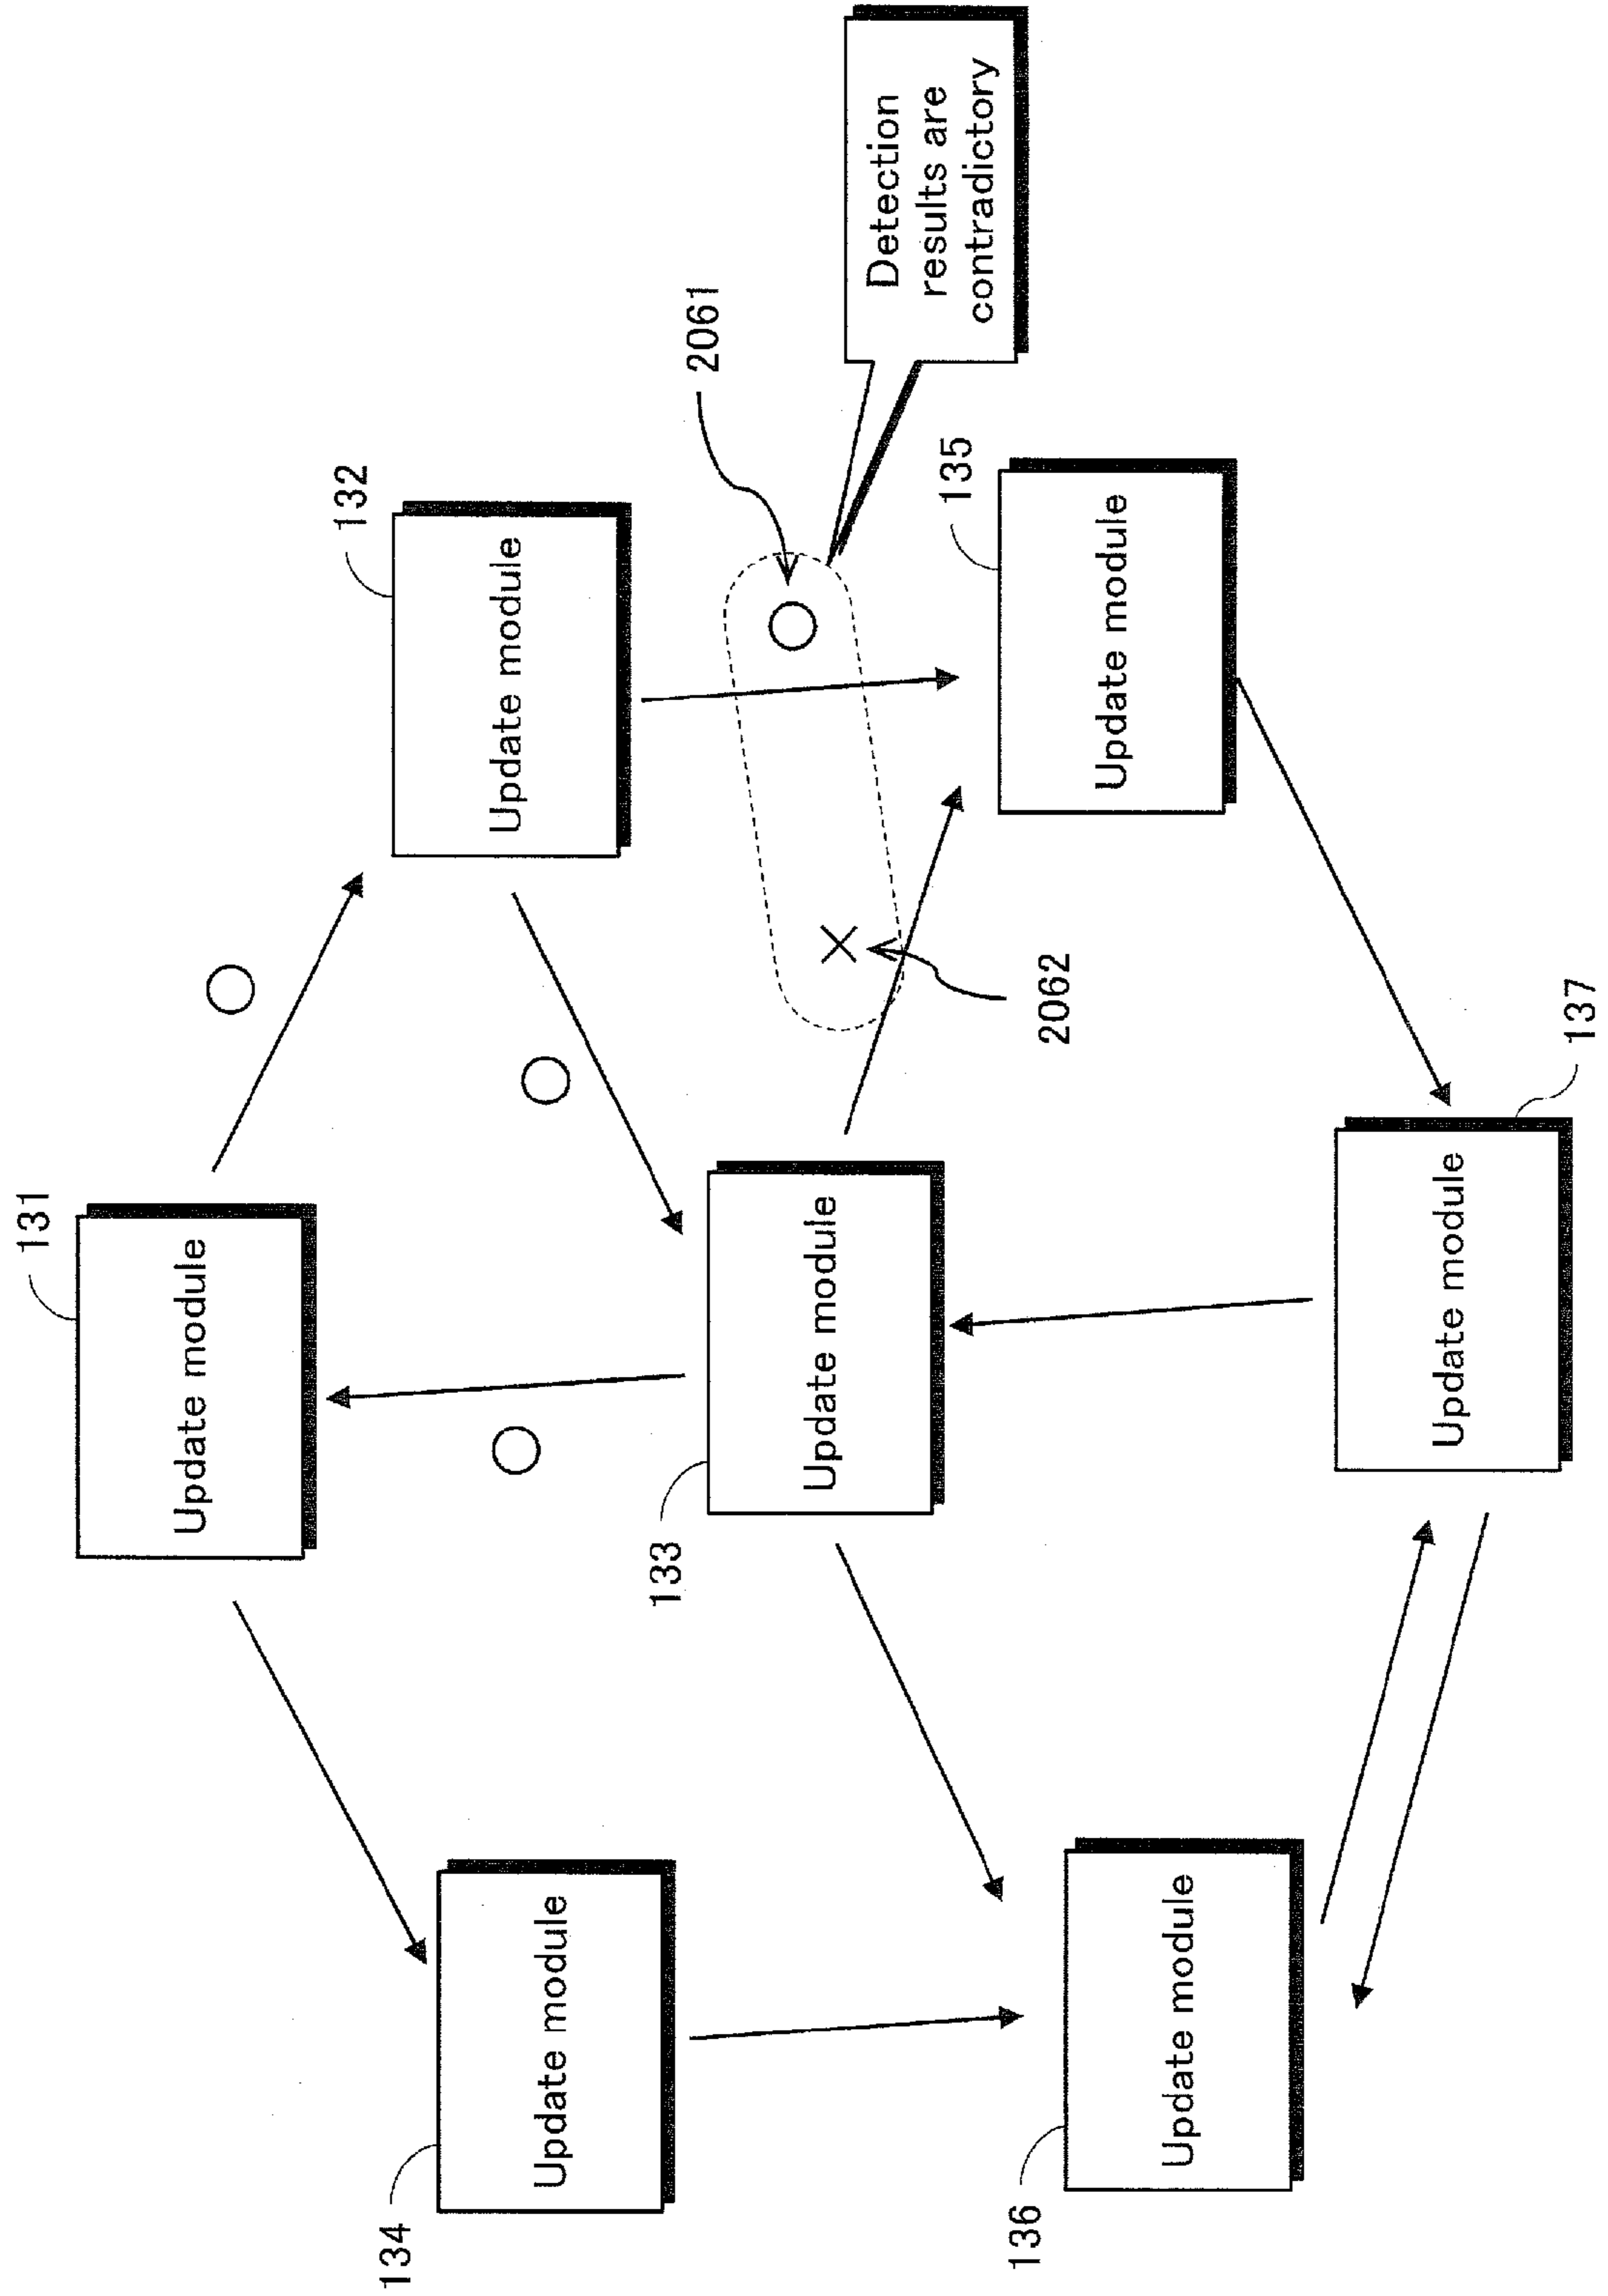 131
Update module
132
Update module
2061
Detection
results are
contradictory
133
Update module
2062
135
Update module
134
Update module
136
Update module
137
Update module